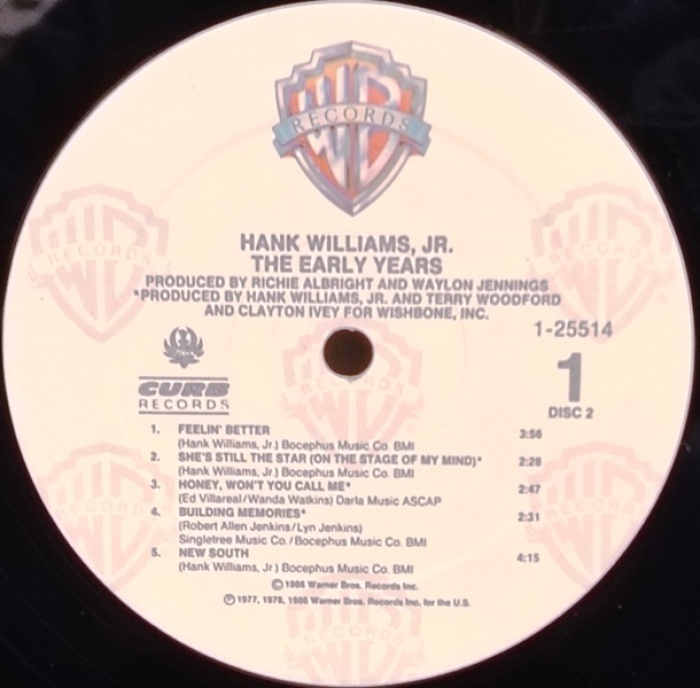 WB
RECORDS
HANK WILLIAMS, JR.
THE EARLY YEARS
PRODUCED BY RICHIE ALBRIGHT AND WAYLON JENNINGS
*PRODUCED BY HANK WILLIAMS, JR. AND TERRY WOODFORD
AND CLAYTON IVEY FOR WISHBONE, INC.
1-25514
1
DISC 2
CURB
RECORDS
1. FEELIN' BETTER 3:56
(Hank Williams, Jr.) Bocephus Music Co. BMI
2. SHE'S STILL THE STAR (ON THE STAGE OF MY MIND)* 2:28
(Hank Williams, Jr.) Bocephus Music Co. BMI
3. HONEY, WON'T YOU CALL ME* 2:47
(Ed Villareal/Wanda Watkins) Darla Music ASCAP
4. BUILDING MEMORIES* 2:31
(Robert Allen Jenkins/Lyn Jenkins)
Singletree Music Co./Bocephus Music Co. BMI
5. NEW SOUTH 4:15
(Hank Williams, Jr.) Bocephus Music Co. BMI
© 1986 Warner Bros. Records Inc.
℗ 1977, 1978, 1986 Warner Bros. Records Inc. for the U.S.